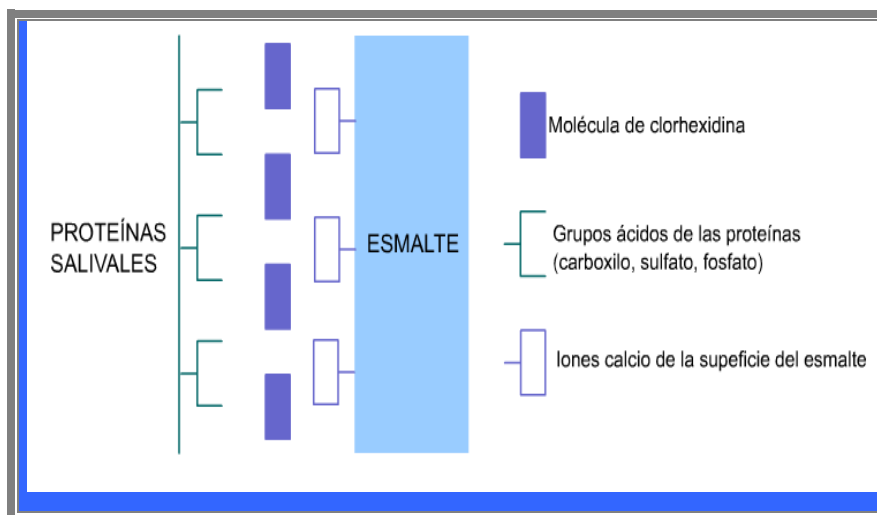 PROTEÍNAS
SALIVALES
ESMALTE
Molécula de clorhexidina
Grupos ácidos de las proteínas
(carboxilo, sulfato, fosfato)
Iones calcio de la supeficie del esmalte